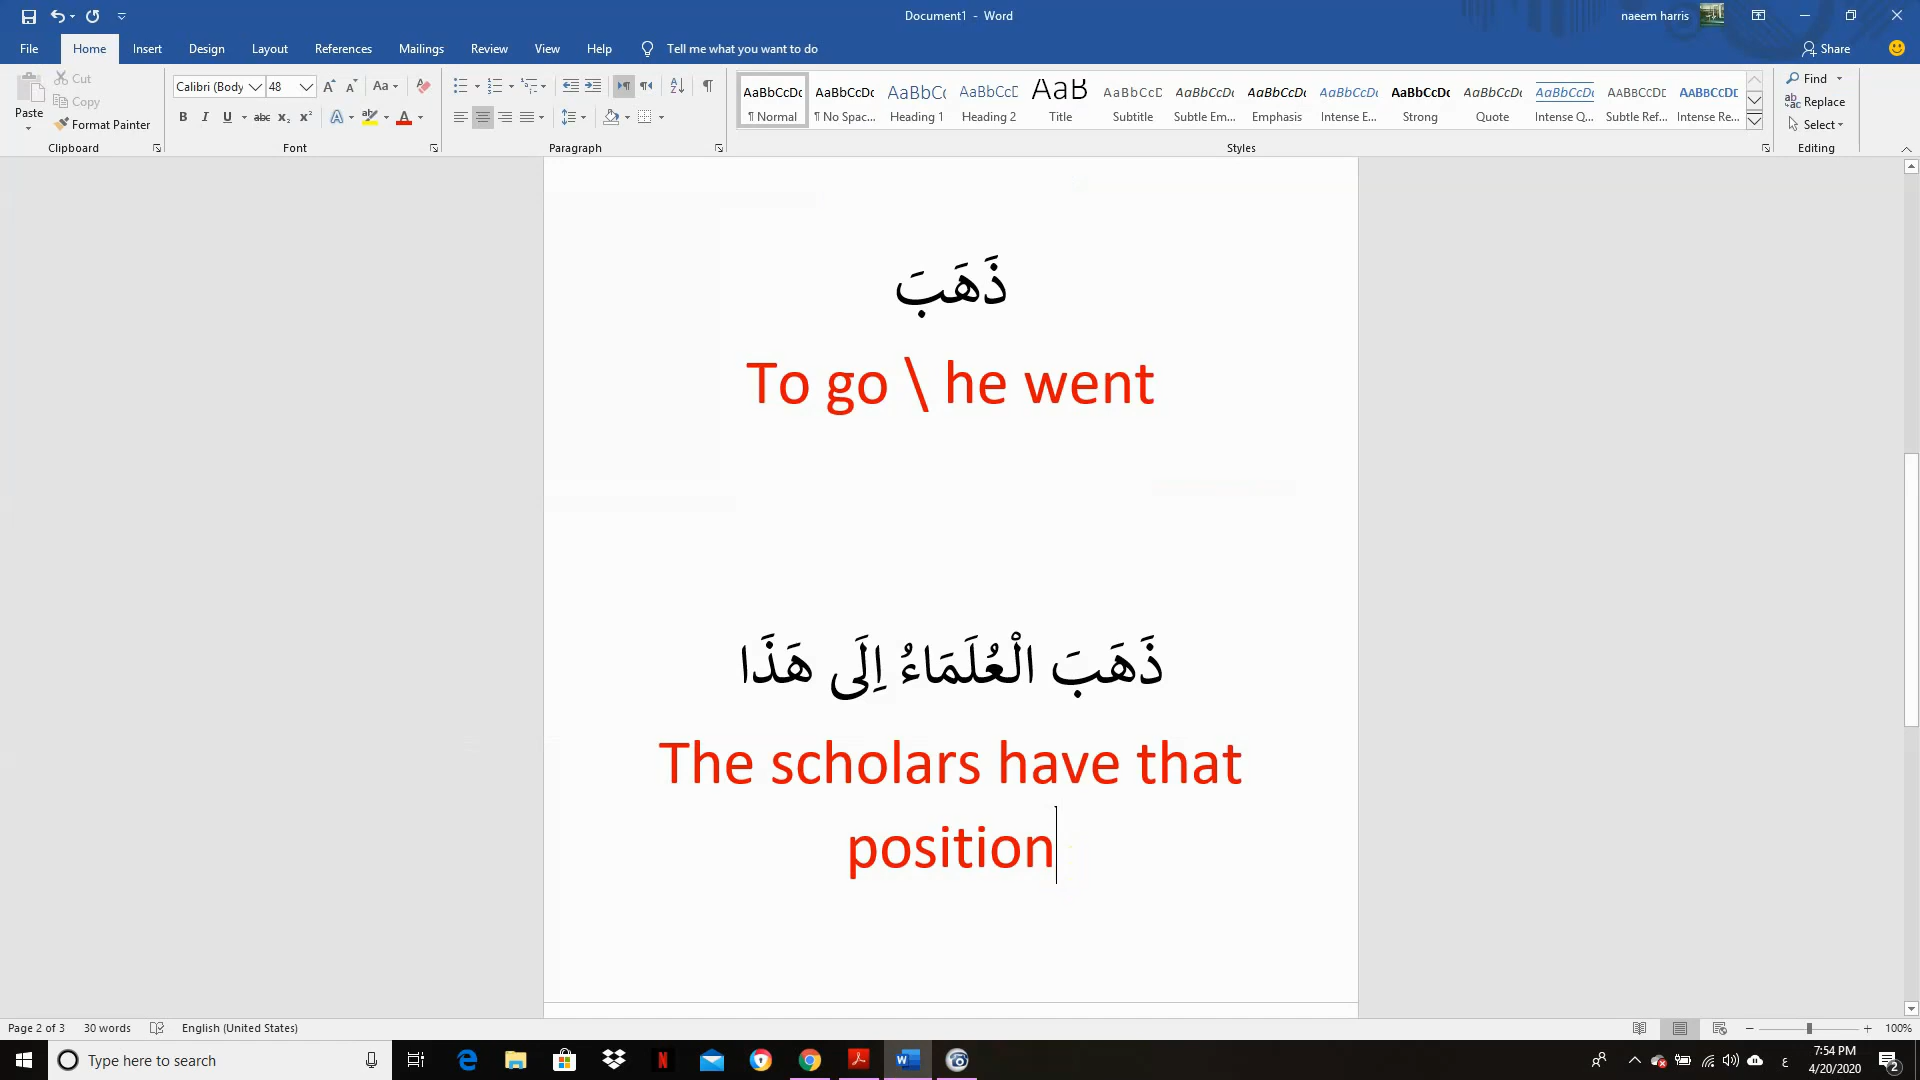 Document1 - Word
naeem harris
File Home Insert Design Layout References Mailings Review View Help Tell me what you want to do Share
Paste
Cut
Copy
Format Painter
Clipboard
Calibri (Body 48
Font
Paragraph
AaBbCcDc AaBbCcDc AaBbCc AaBbCcD AaB AaBbCcD AaBbCcDc AaBbCcDc AaBbCcDc AaBbCcDc AaBbCcDc AaBbCcDc AABBCCDE AABBCCDE
¶ Normal ¶ No Spac... Heading 1 Heading 2 Title Subtitle Subtle Em... Emphasis Intense E... Strong Quote Intense Q... Subtle Ref... Intense Re...
Styles
Find
Replace
Select
Editing
ذَهَبَ
To go \ he went
ذَهَبَ الْعُلَمَاءُ اِلَى هَذَا
The scholars have that
position
Page 2 of 3 30 words English (United States) 100%
Type here to search
ع
7:54 PM
4/20/2020
2